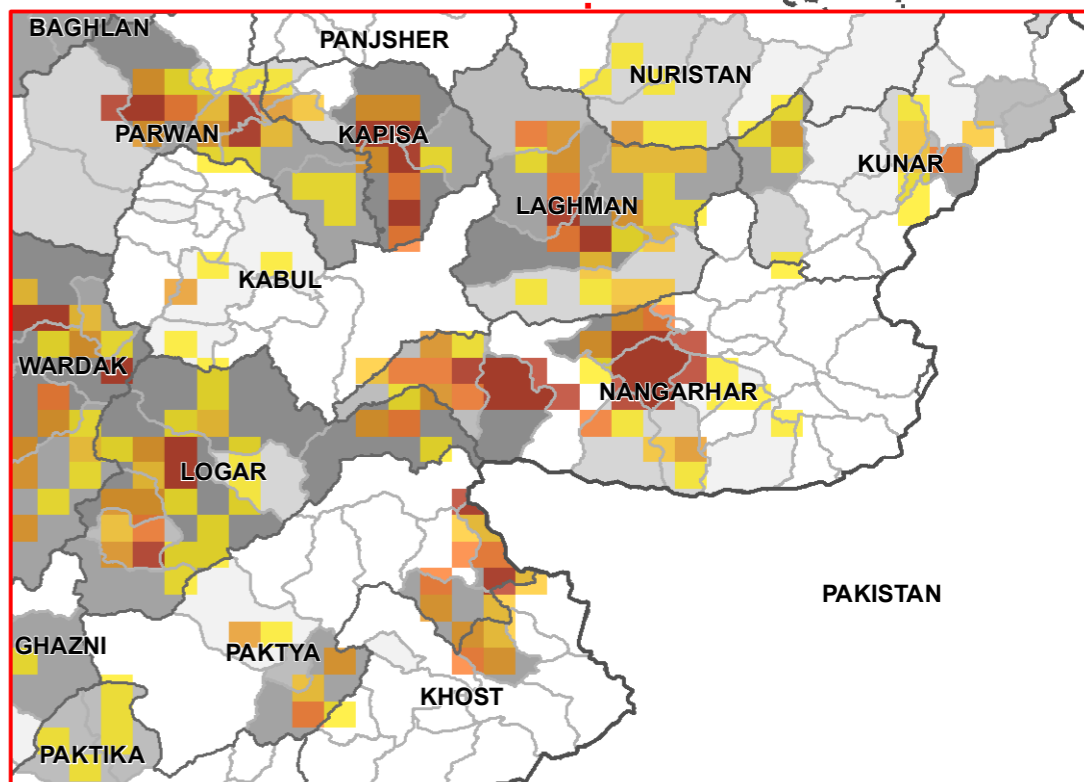 BAGHLAN
PANJSHER
NURISTAN
PARWAN
KAPISA
KUNAR
LAGHMAN
KABUL
WARDAK
NANGARHAR
LOGAR
PAKISTAN
GHAZNI
PAKTYA
KHOST
PAKTIKA